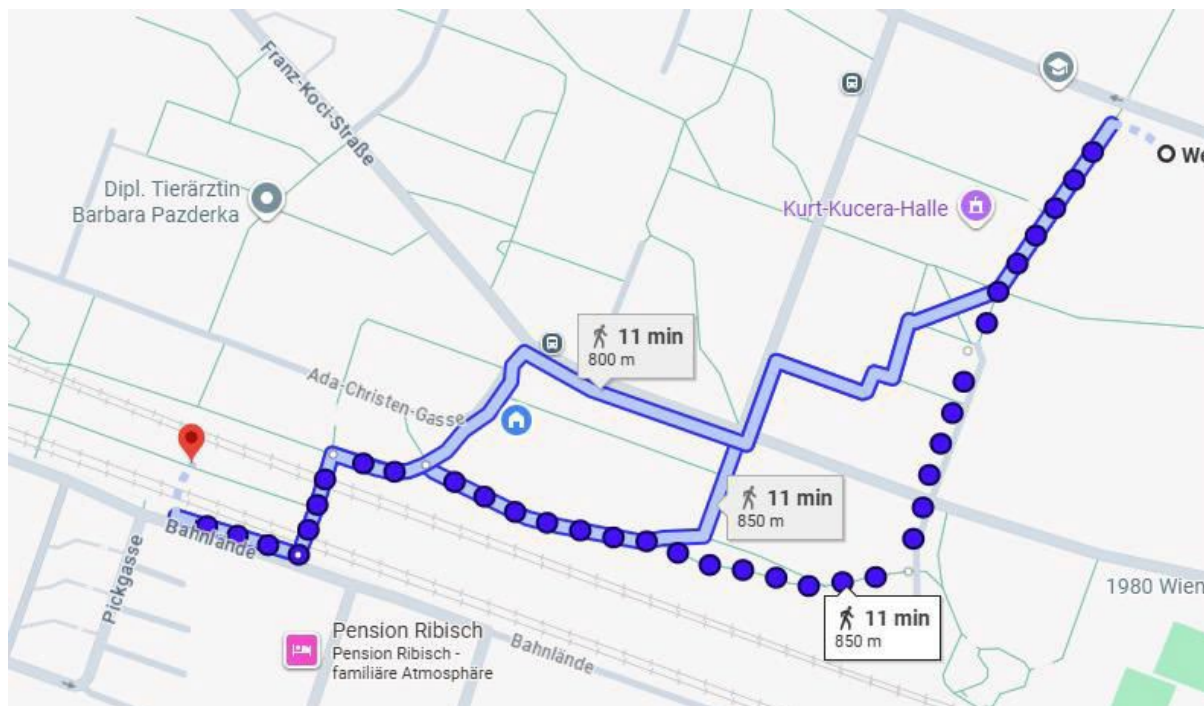 Franz-Koci-Straße
Dipl. Tierärztin
Barbara Pazderka
Kurt-Kucera-Halle
We
11 min
800 m
Ada-Christen-Gasse
11 min
850 m
Bahnlände
Pickgasse
1980 Wien
11 min
850 m
Pension Ribisch
Pension Ribisch -
familiäre Atmosphäre
Bahnlände